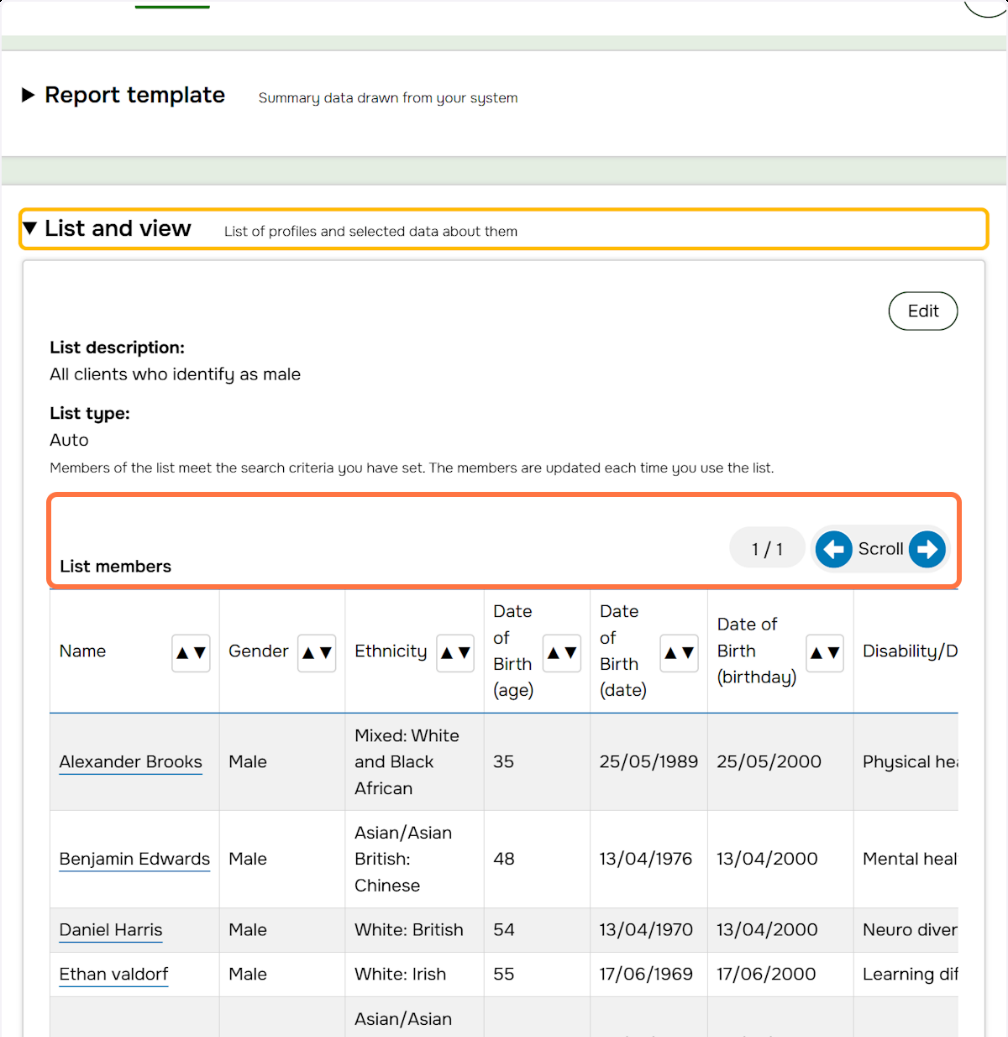 Report template Summary data drawn from your system
List and view List of profiles and selected data about them
Edit
List description:
All clients who identify as male
List type:
Auto
Members of the list meet the search criteria you have set. The members are updated each time you use the list.
List members 1 / 1 Scroll
Name Gender Ethnicity Date of Birth (age) Date of Birth (date) Date of Birth (birthday) Disability/D
Alexander Brooks Male Mixed: White and Black African 35 25/05/1989 25/05/2000 Physical hea
Benjamin Edwards Male Asian/Asian British: Chinese 48 13/04/1976 13/04/2000 Mental heal
Daniel Harris Male White: British 54 13/04/1970 13/04/2000 Neuro diver
Ethan valdorf Male White: Irish 55 17/06/1969 17/06/2000 Learning dif
Asian/Asian